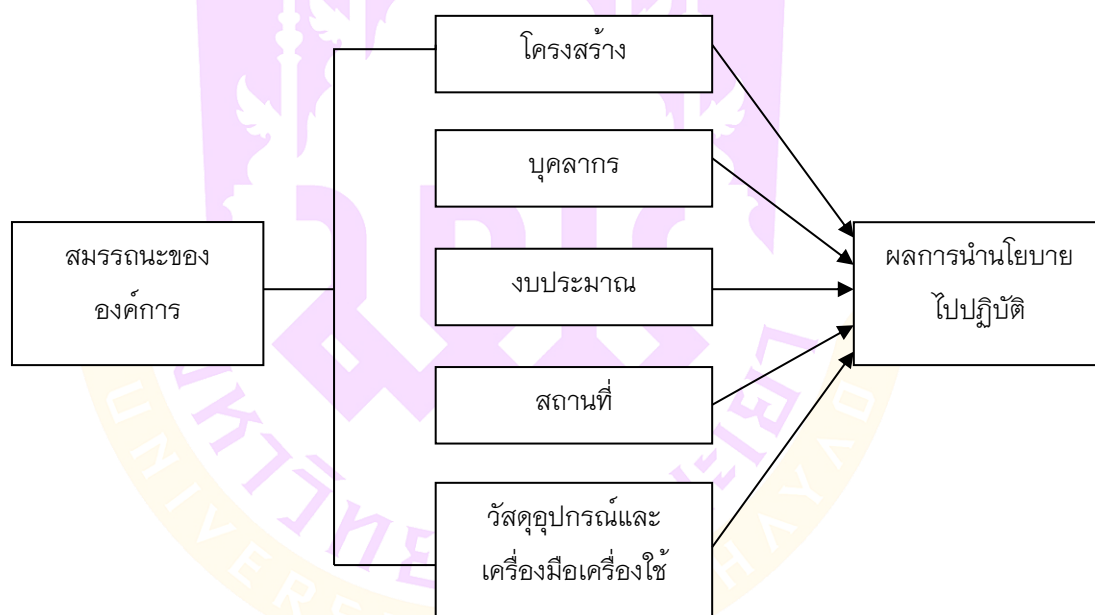 โครงสร้าง
บุคลากร
สมรรถนะของ
องค์การ
งบประมาณ
ผลการนำนโยบาย
ไปปฏิบัติ
สถานที่
วัสดุอุปกรณ์และ
เครื่องมือเครื่องใช้